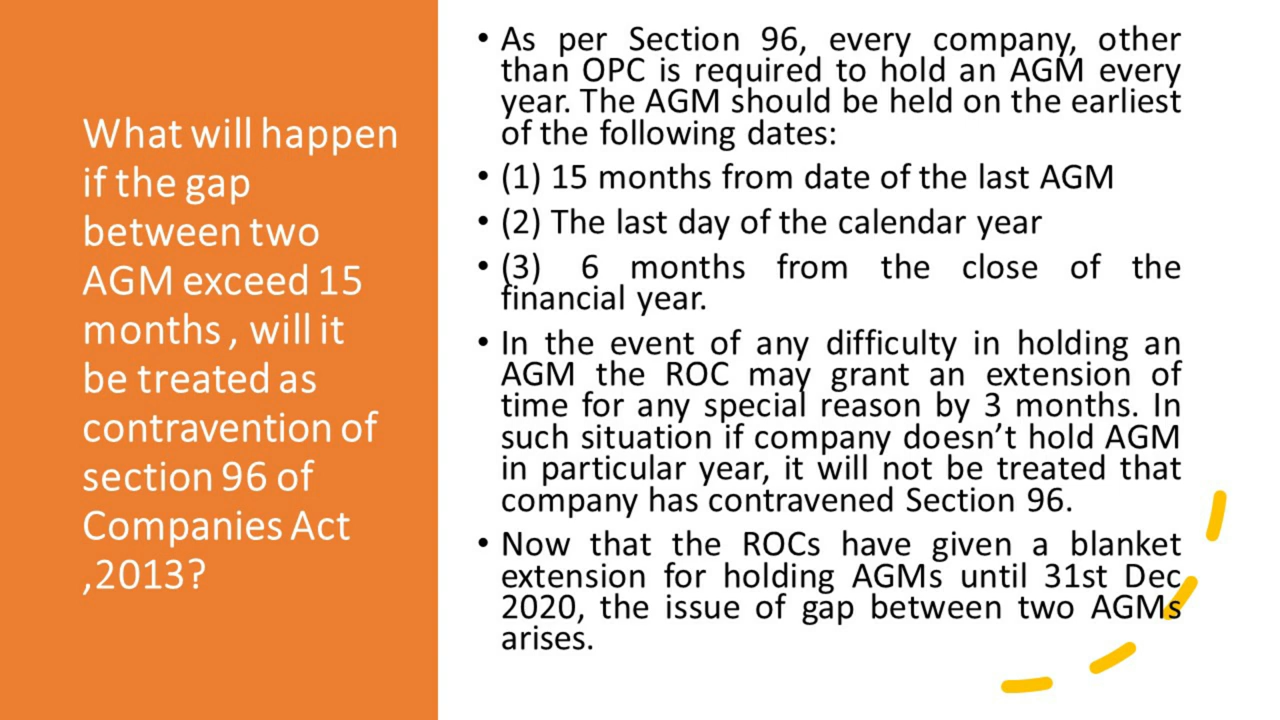 What will happen
if the gap
between two
AGM exceed 15
months , will it
be treated as
contravention of
section 96 of
Companies Act
,2013?
• As per Section 96, every company, other
than OPC is required to hold an AGM every
year. The AGM should be held on the earliest
of the following dates:
• (1) 15 months from date of the last AGM
• (2) The last day of the calendar year
• (3) 6 months from the close of the
financial year.
• In the event of any difficulty in holding an
AGM the ROC may grant an extension of
time for any special reason by 3 months. In
such situation if company doesn’t hold AGM
in particular year, it will not be treated that
company has contravened Section 96.
• Now that the ROCs have given a blanket
extension for holding AGMs until 31st Dec
2020, the issue of gap between two AGMs
arises.